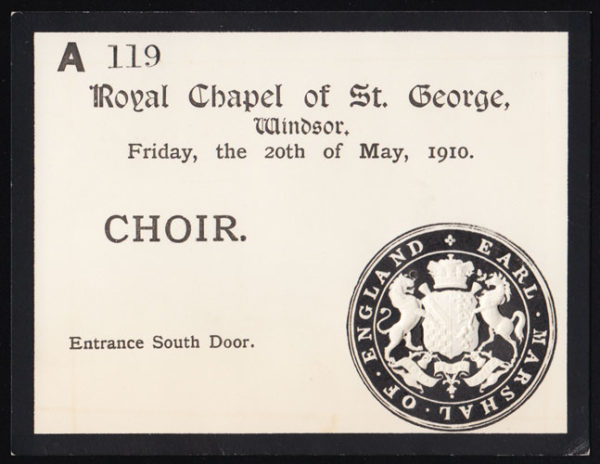 A 119
Royal Chapel of St. George,
Windsor.
Friday, the 20th of May, 1910.
CHOIR.
Entrance South Door.
EARL · MARSHAL · OF · ENGLAND